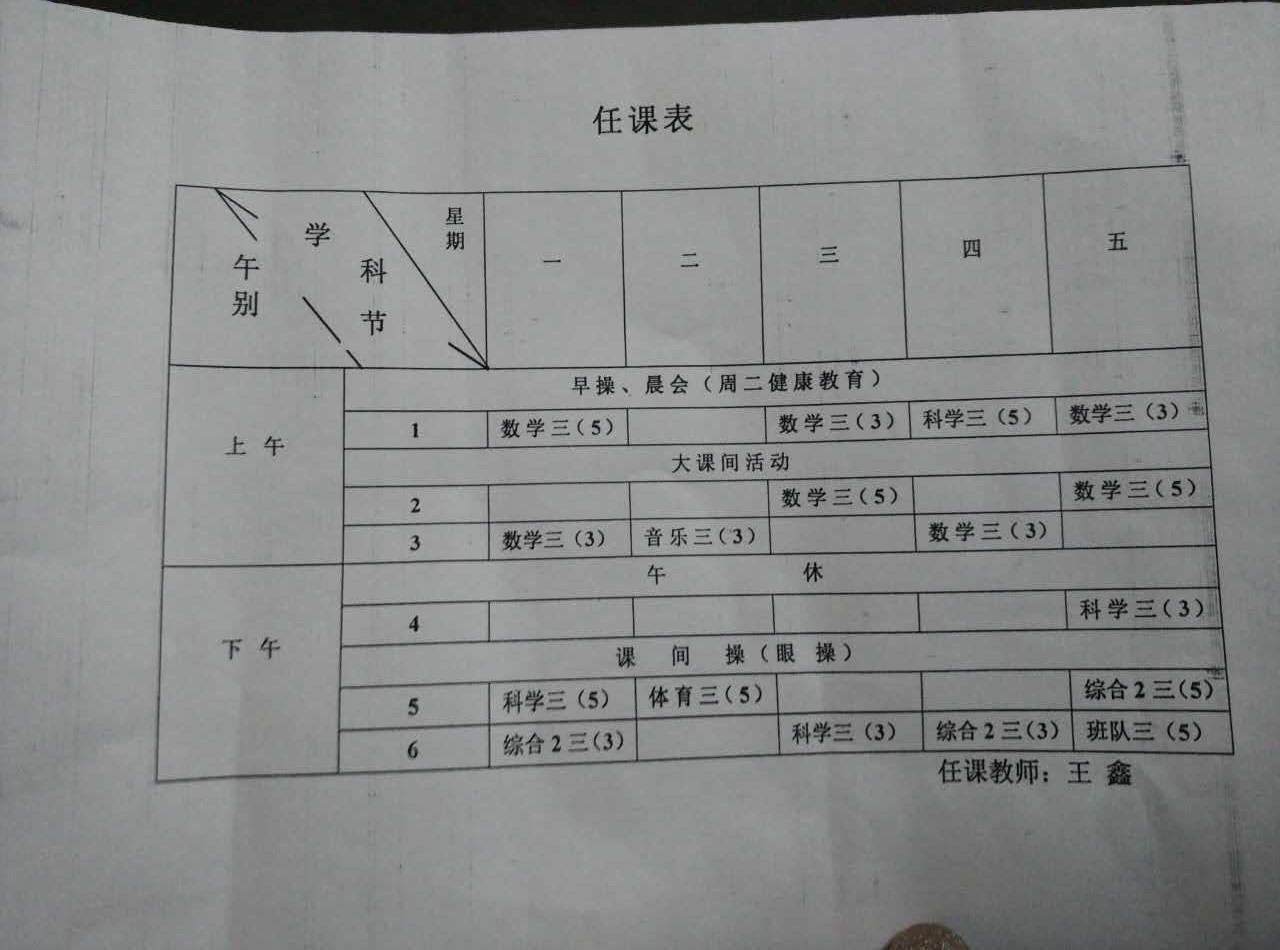 任课表
星期
学科
午别
节
一 二 三 四 五
早操、晨会（周二健康教育）
上午
1 数学三（5） 数学三（3） 科学三（5） 数学三（3）
大课间活动
2 数学三（5） 数学三（5）
3 数学三（3） 音乐三（3） 数学三（3）
午 休
下午
4 科学三（3）
课 间 操（眼 操）
5 科学三（5） 体育三（5） 综合2三（5）
6 综合2三（3） 科学三（3） 综合2三（3） 班队三（5）
任课教师：王 鑫